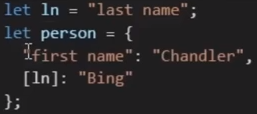 let ln = "last name";
let person = {
"first name": "Chandler",
[ln]: "Bing"
};